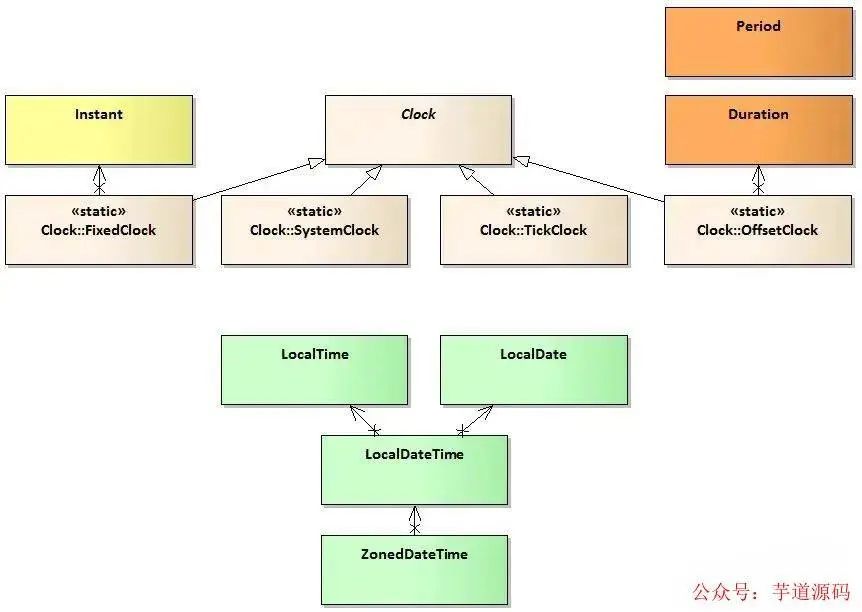 Period
Instant
Clock
Duration
«static»
Clock::FixedClock
«static»
Clock::SystemClock
«static»
Clock::TickClock
«static»
Clock::OffsetClock
LocalTime
LocalDate
LocalDateTime
ZonedDateTime
公众号：芋道源码